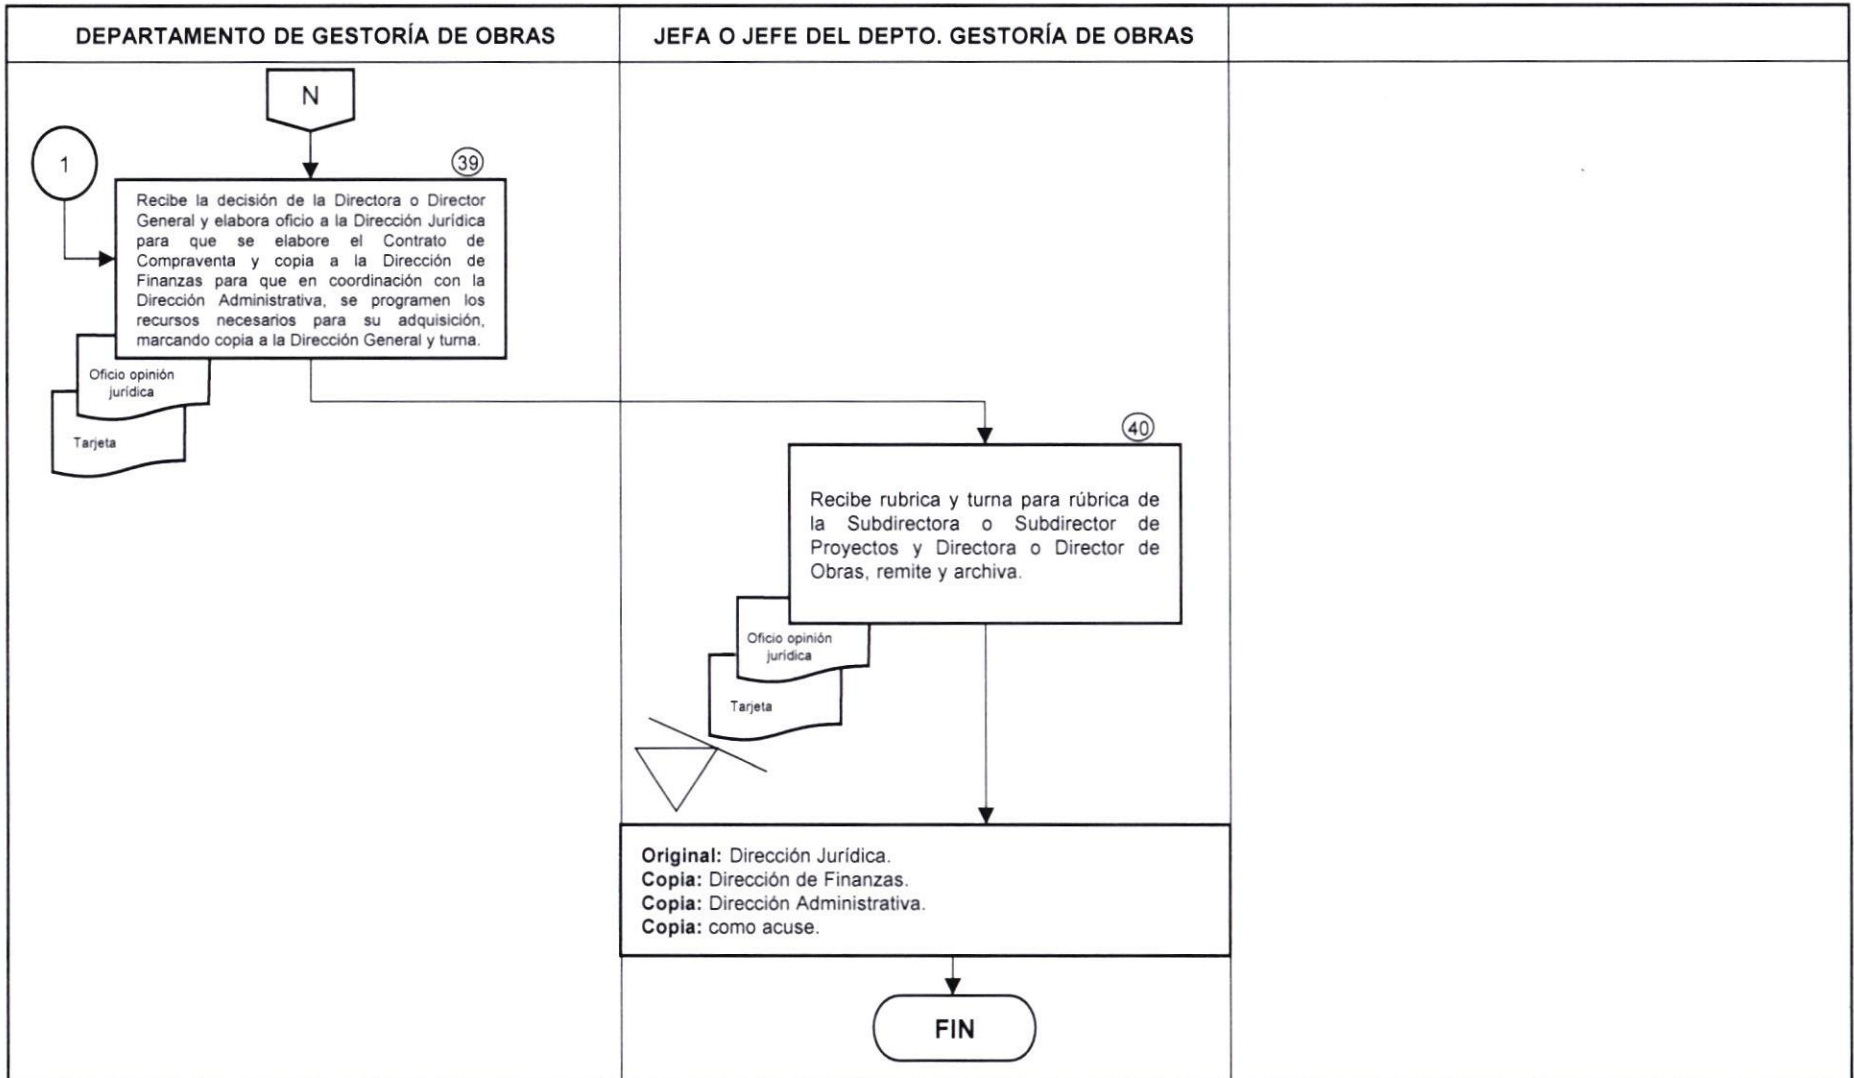 DEPARTAMENTO DE GESTORÍA DE OBRAS
JEFA O JEFE DEL DEPTO. GESTORÍA DE OBRAS
N
1
39
Recibe la decisión de la Directora o Director
General y elabora oficio a la Dirección Jurídica
para que se elabore el Contrato de
Compraventa y copia a la Dirección de
Finanzas para que en coordinación con la
Dirección Administrativa, se programen los
recursos necesarios para su adquisición,
marcando copia a la Dirección General y turna.
Oficio opinión
jurídica
Tarjeta
40
Recibe rubrica y turna para rúbrica de
la Subdirectora o Subdirector de
Proyectos y Directora o Director de
Obras, remite y archiva.
Oficio opinión
jurídica
Tarjeta
Original: Dirección Jurídica.
Copia: Dirección de Finanzas.
Copia: Dirección Administrativa.
Copia: como acuse.
FIN